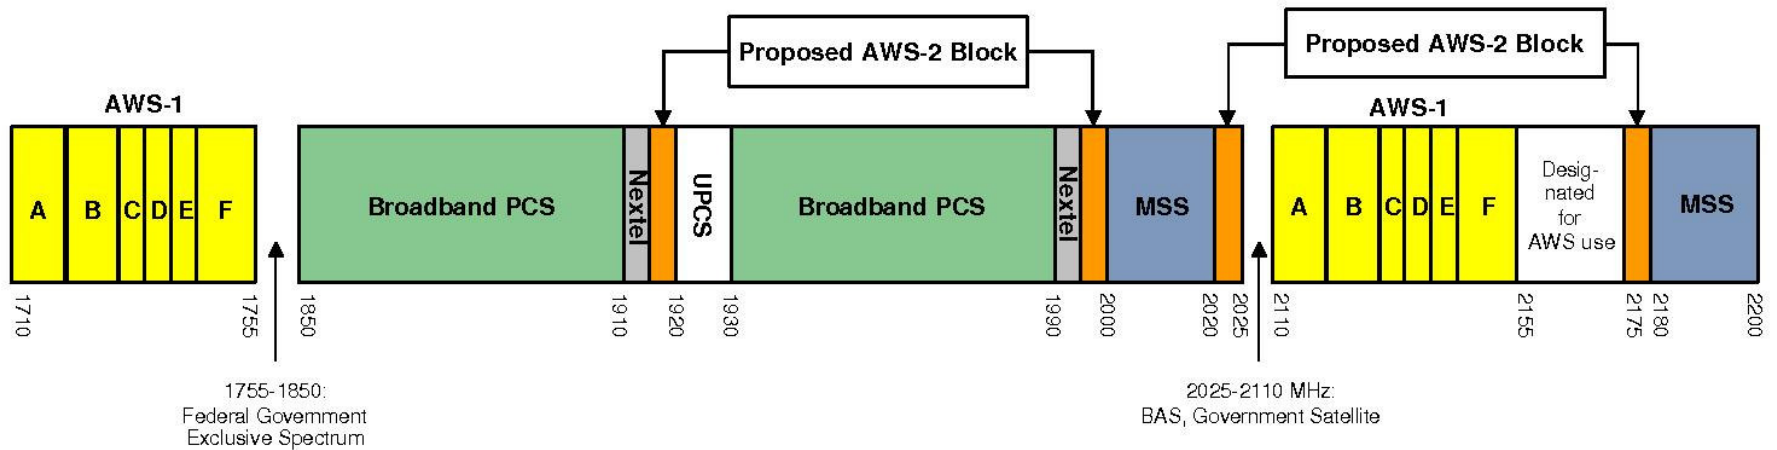 Proposed AWS-2 Block
Proposed AWS-2 Block
AWS-1
AWS-1
A B C D E F
Broadband PCS
Nextel
UPCS
Broadband PCS
Nextel
MSS
A B C D E F
Desig-
nated
for
AWS use
MSS
1710
1755
1850
1910
1920
1930
1990
2000
2020
2025
2110
2155
2175
2180
2200
1755-1850:
Federal Government
Exclusive Spectrum
2025-2110 MHz:
BAS, Government Satellite